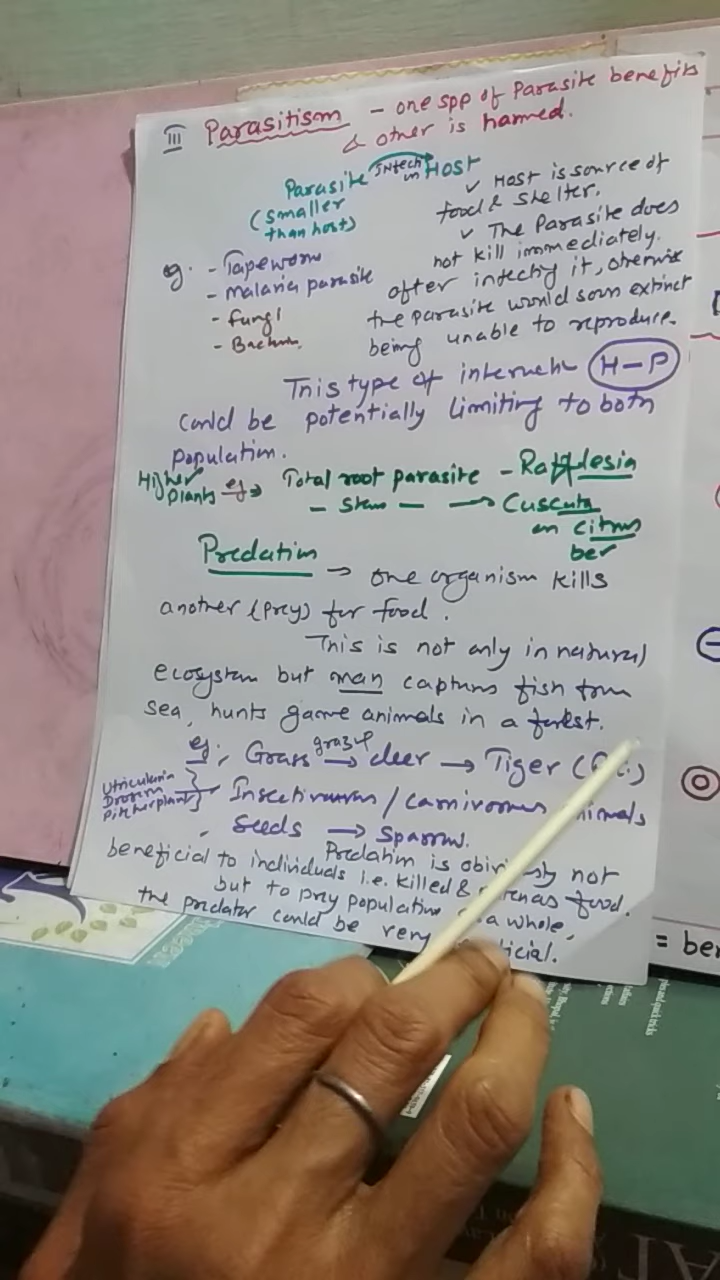 III Parasitism - one spp of Parasite benefits
& other is harmed.
Parasite infech Host
(smaller
than host)
✓ Host is source of
food & shelter.
✓ The Parasite does
not kill immediately.
after infecting it, otherwise
the parasite would soon extinct
being unable to reproduce.
eg. - Tapeworm
- malaria parasite
- fungi
- Bacteria
This type of H-P
could be potentially limiting to both
population.
Higher Plants eg → Total root parasite - Rafflesia
- Stem - → Cuscuta
on citrus
ber
Predation
→ one organism kills
another (prey) for food.
This is not only in natural
ecosystem but man captures fish from
sea, hunts game animals in a forest.
eg. Grass → deer → Tiger
Utricularia
Drosera
Pitcher plant
Insectivorous / carnivorous
Seeds → Sparrow.
Predation is not
beneficial to individuals i.e. killed & food.
but to prey population a whole,
the predator could be very
= ber